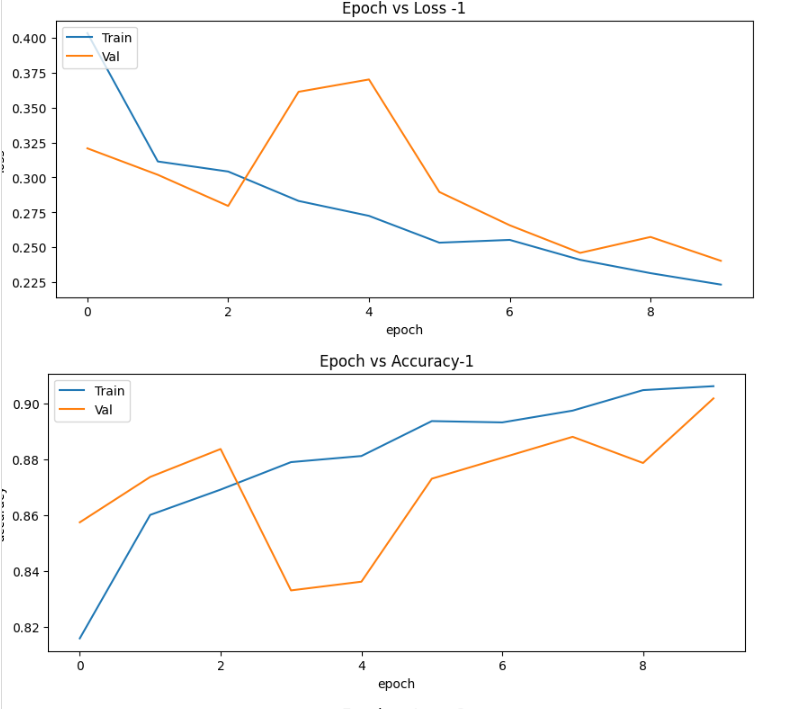 Epoch vs Loss -1
Train
Val
0.400
0.375
0.350
0.325
0.300
0.275
0.250
0.225
0 2 4 6 8
epoch
Epoch vs Accuracy-1
Train
Val
0.90
0.88
0.86
0.84
0.82
0 2 4 6 8
epoch